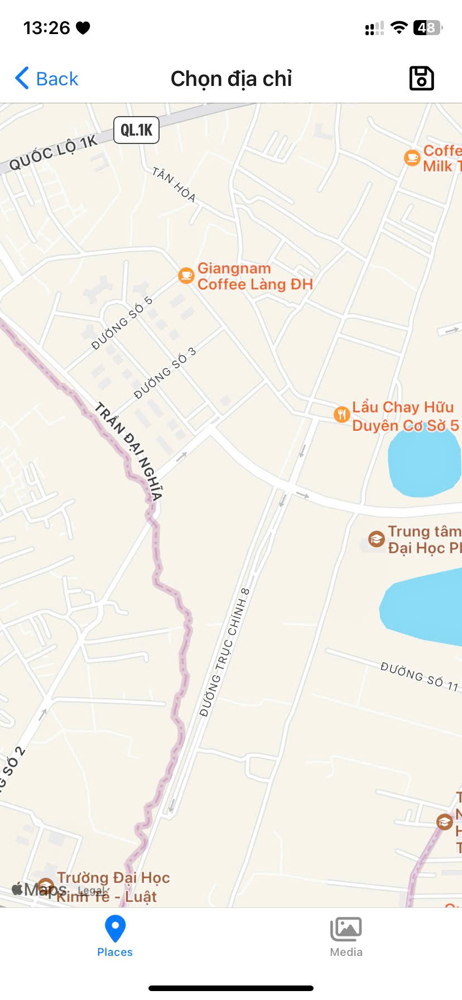 13:26
48
Back
Chọn địa chỉ
QL.1K
QUỐC LỘ 1K
TÂN HÒA
Coffe
Milk T
Giangnam
Coffee Làng ĐH
ĐƯỜNG SỐ 5
ĐƯỜNG SỐ 3
TRẦN ĐẠI NGHĨA
Lẩu Chay Hữu
Duyên Cơ Sở 5
Trung tâm
Đại Học Ph
ĐƯỜNG TRỤC CHÍNH 8
ĐƯỜNG SỐ 11
G SỐ 2
T
N
H
T
Trường Đại Học
Kinh Tế - Luật
Maps
Legal
Places
Media